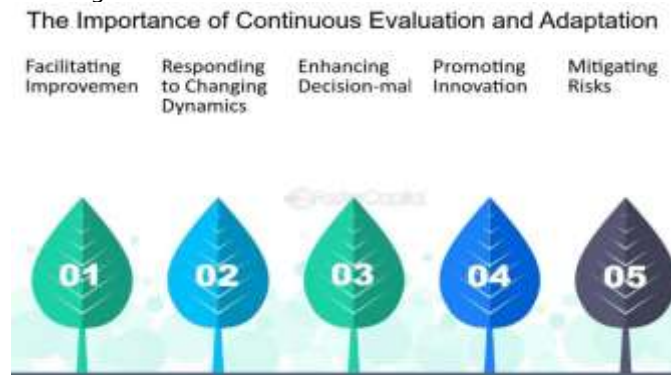 The Importance of Continuous Evaluation and Adaptation
Facilitating
Improvemen
Responding
to Changing
Dynamics
Enhancing
Decision-mal
Promoting
Innovation
Mitigating
Risks
FasterCapital
01
02
03
04
05